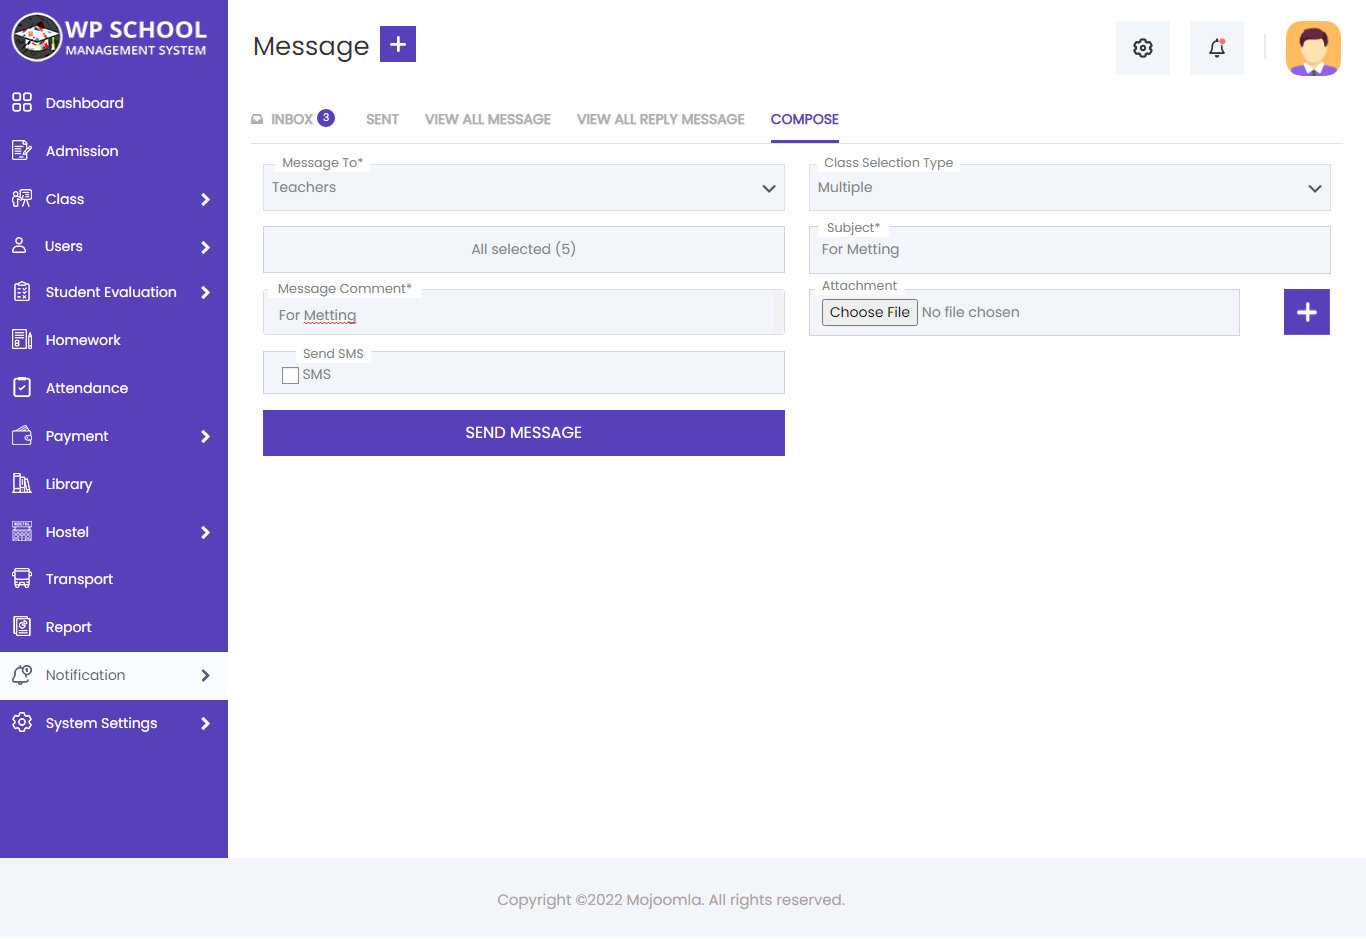 WP SCHOOL
MANAGEMENT SYSTEM
Dashboard
Admission
Class
Users
Student Evaluation
Homework
Attendance
Payment
Library
Hostel
Transport
Report
Notification
System Settings
Message
INBOX 3 SENT VIEW ALL MESSAGE VIEW ALL REPLY MESSAGE COMPOSE
Message To*
Teachers
Class Selection Type
Multiple
All selected (5)
Subject*
For Metting
Message Comment*
For Metting
Attachment
Choose File No file chosen
Send SMS
SMS
SEND MESSAGE
Copyright ©2022 Mojoomla. All rights reserved.